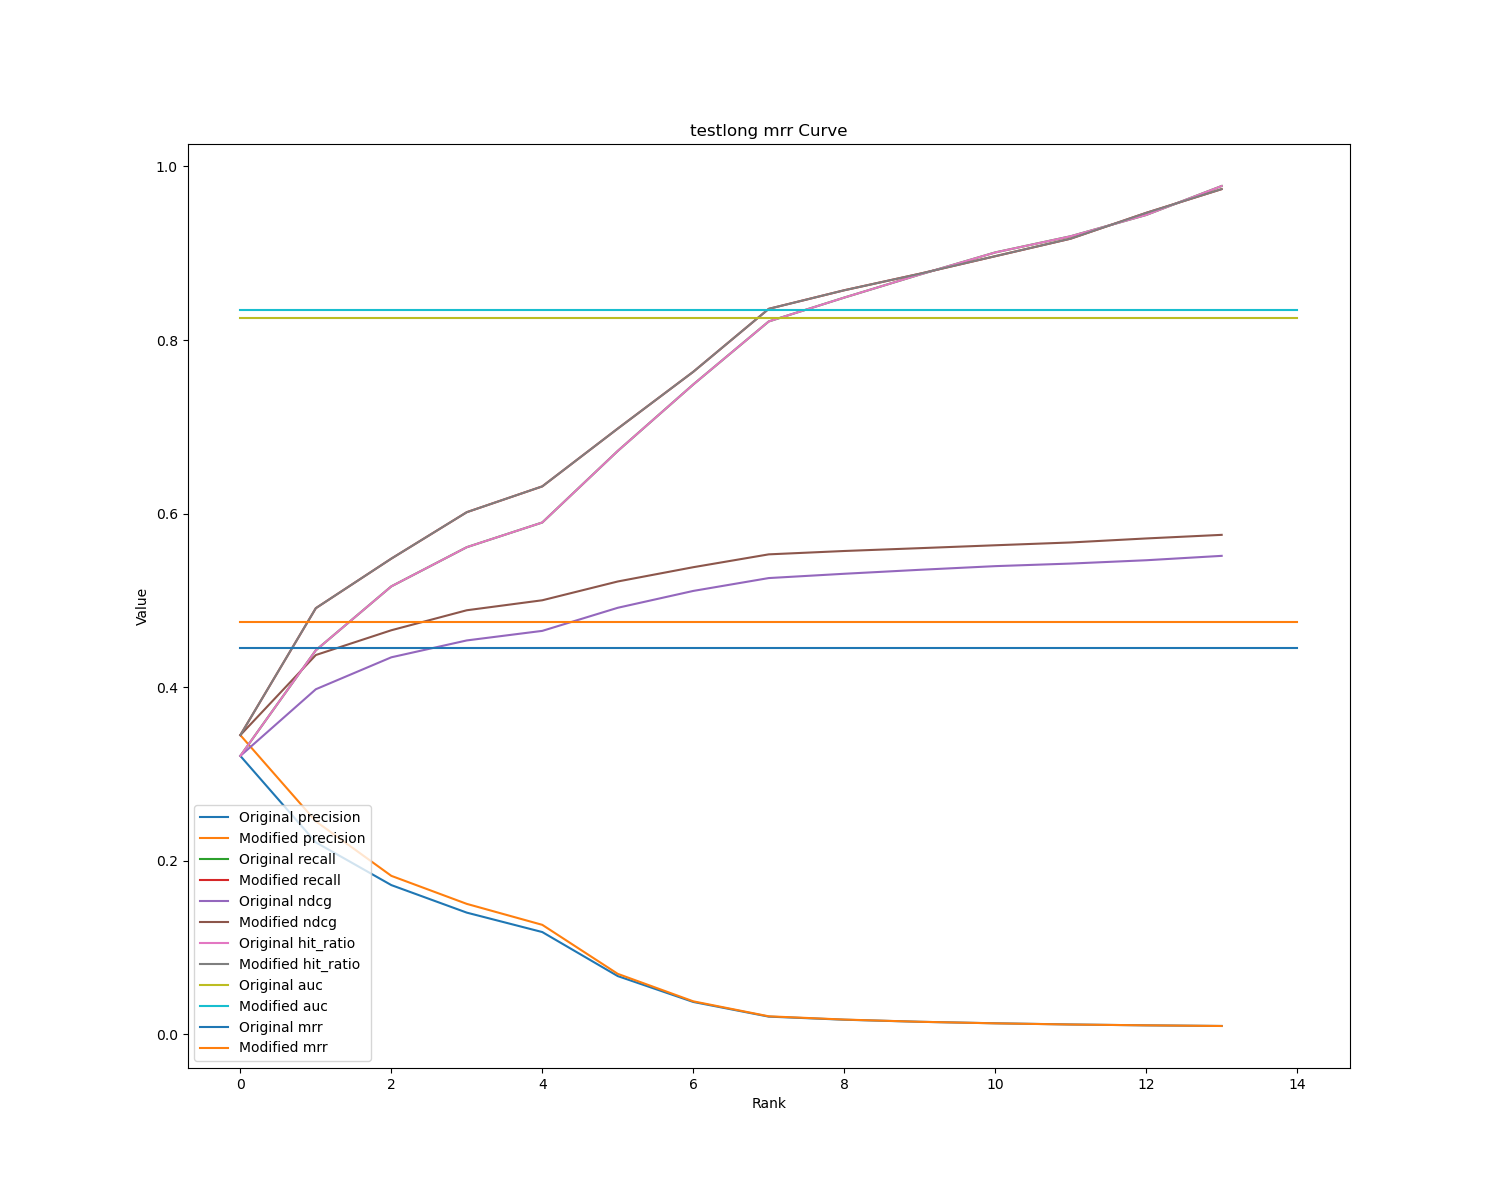 testlong mrr Curve
1.0
0.8
0.6
0.4
0.2
0.0
Value
Original precision
Modified precision
Original recall
Modified recall
Original ndcg
Modified ndcg
Original hit_ratio
Modified hit_ratio
Original auc
Modified auc
Original mrr
Modified mrr
0 2 4 6 8 10 12 14
Rank